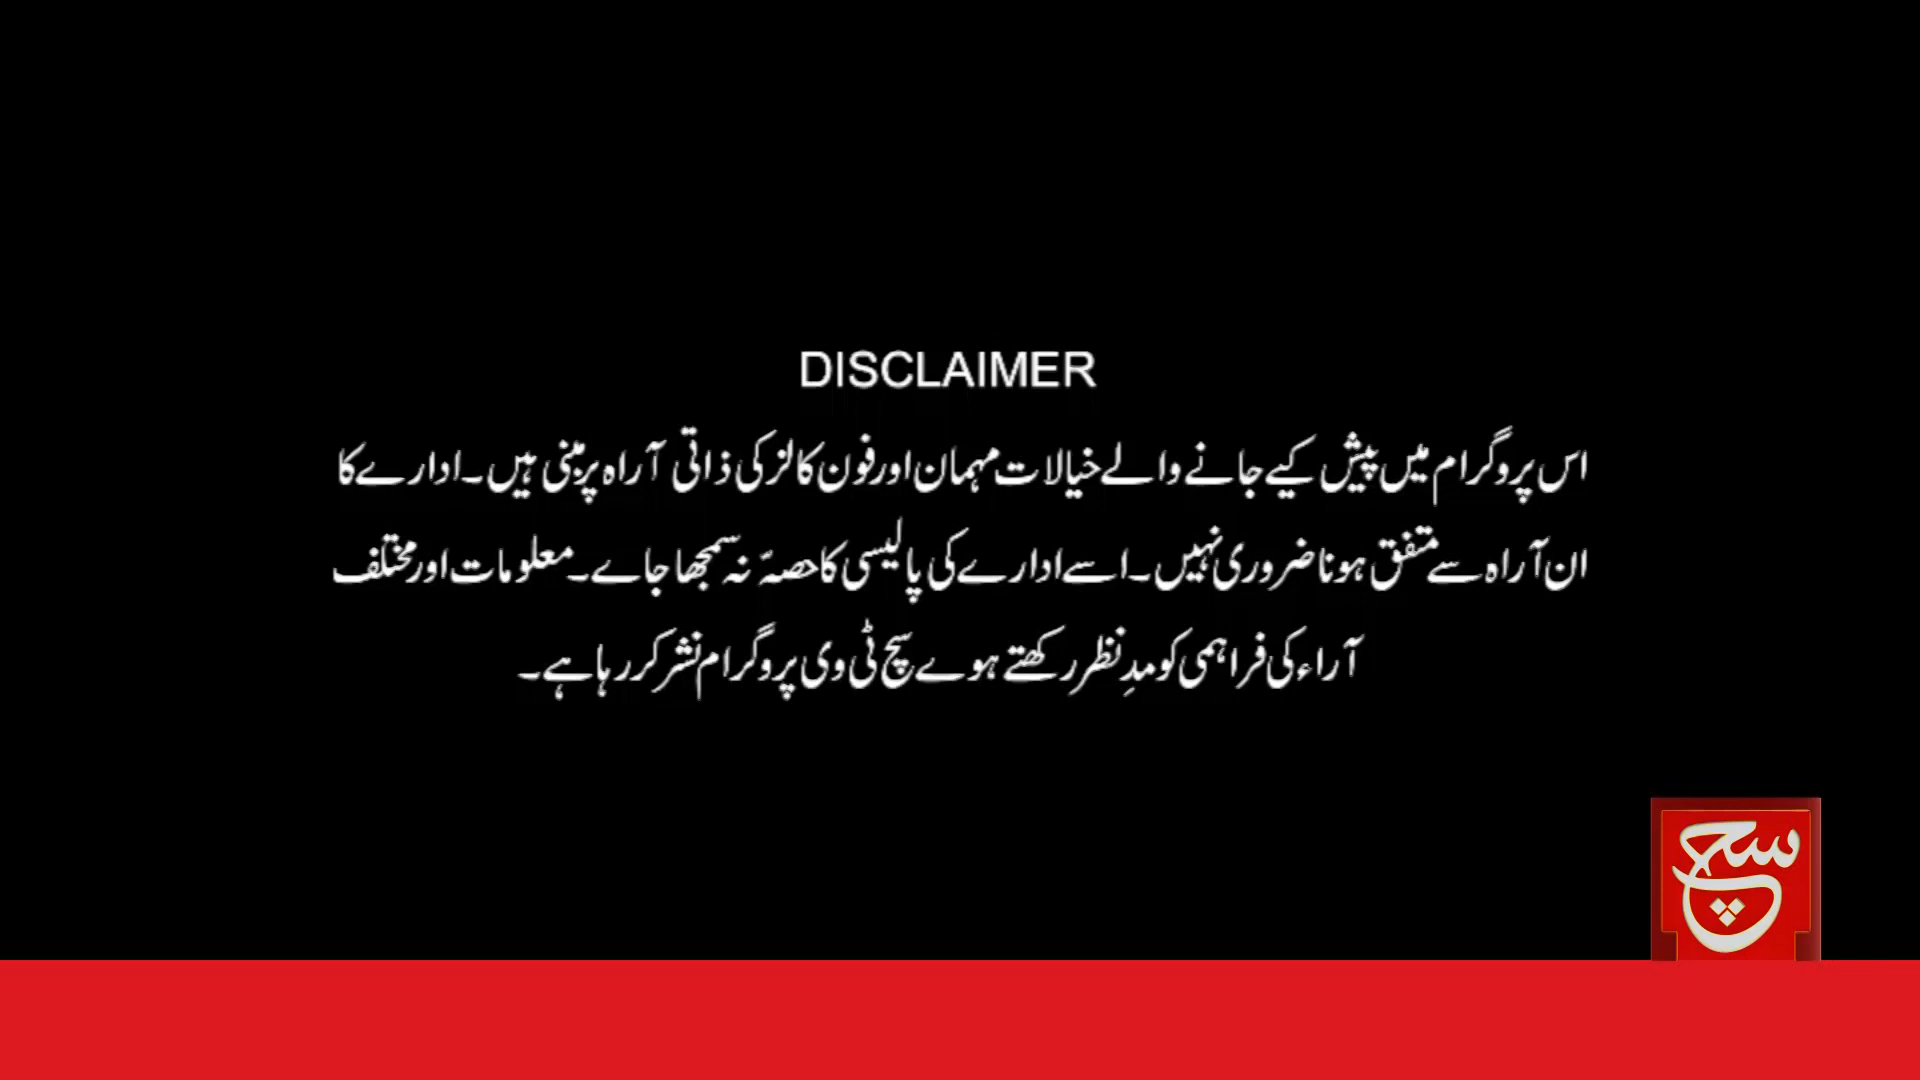 DISCLAIMER
اس پروگرام میں پیش کیے جانے والے خیالات مہمان اور فون کالز کی ذاتی آراہ پر مبنی ہیں۔ ادارے کا
ان آراہ سے متفق ہونا ضروری نہیں۔ اسے ادارے کی پالیسی کا حصہّ نہ سمجھا جاے۔ معلومات اور مختلف
آراء کی فراہمی کو مدِ نظر رکھتے ہوے سچ ٹی وی پروگرام نشر کر رہا ہے۔
سچ